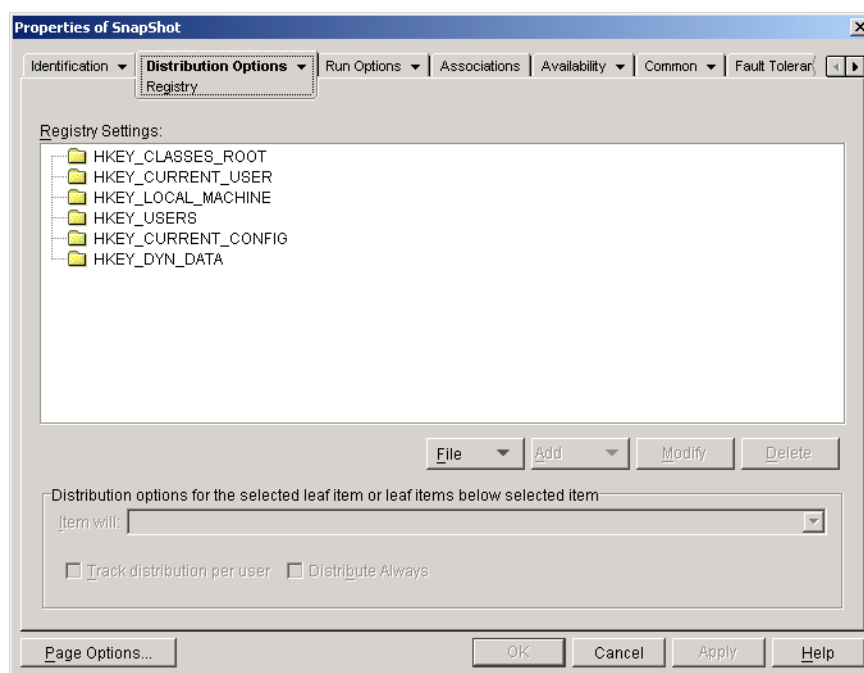 Properties of SnapShot
Identification Distribution Options Run Options Associations Availability Common Fault
Registry
Registry Settings:
HKEY_CLASSES_ROOT
HKEY_CURRENT_USER
HKEY_LOCAL_MACHINE
HKEY_USERS
HKEY_CURRENT_CONFIG
HKEY_DYN_DATA
File Add Modify Delete
Distribution options for the selected leaf item or leaf items below selected item
Item will:
Track distribution per user Distribute Always
Page Options... OK Cancel Apply Help